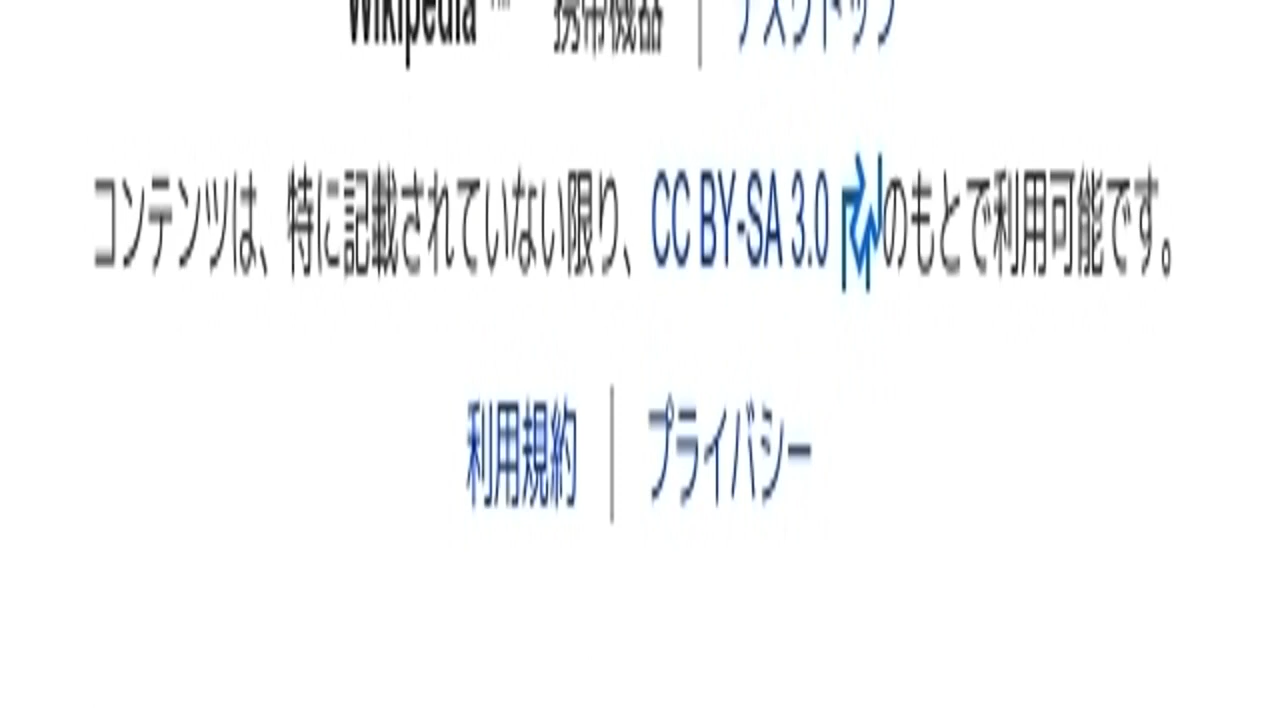 Wikipedia ™ 携帯機器 | デスクトップ
コンテンツは、特に記載されていない限り、CC BY-SA 3.0 のもとで利用可能です。
利用規約 | プライバシー